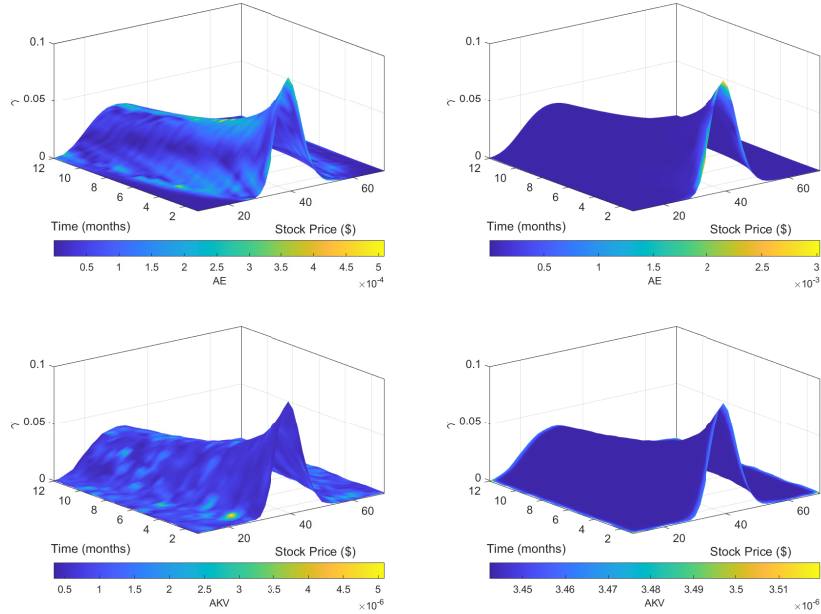 0.1
0.05
γ
0
12
10
8
6
4
2
20
40
60
Time (months)
Stock Price ($)
0.5 1 1.5 2 2.5 3 3.5 4 4.5 5
AE
×10-4
0.1
0.05
γ
0
12
10
8
6
4
2
20
40
60
Time (months)
Stock Price ($)
0.5 1 1.5 2 2.5 3
AE
×10-3
0.1
0.05
γ
0
12
10
8
6
4
2
20
40
60
Time (months)
Stock Price ($)
0.5 1 1.5 2 2.5 3 3.5 4 4.5 5
AKV
×10-6
0.1
0.05
γ
0
12
10
8
6
4
2
20
40
60
Time (months)
Stock Price ($)
3.45 3.46 3.47 3.48 3.49 3.5 3.51
AKV
×10-6